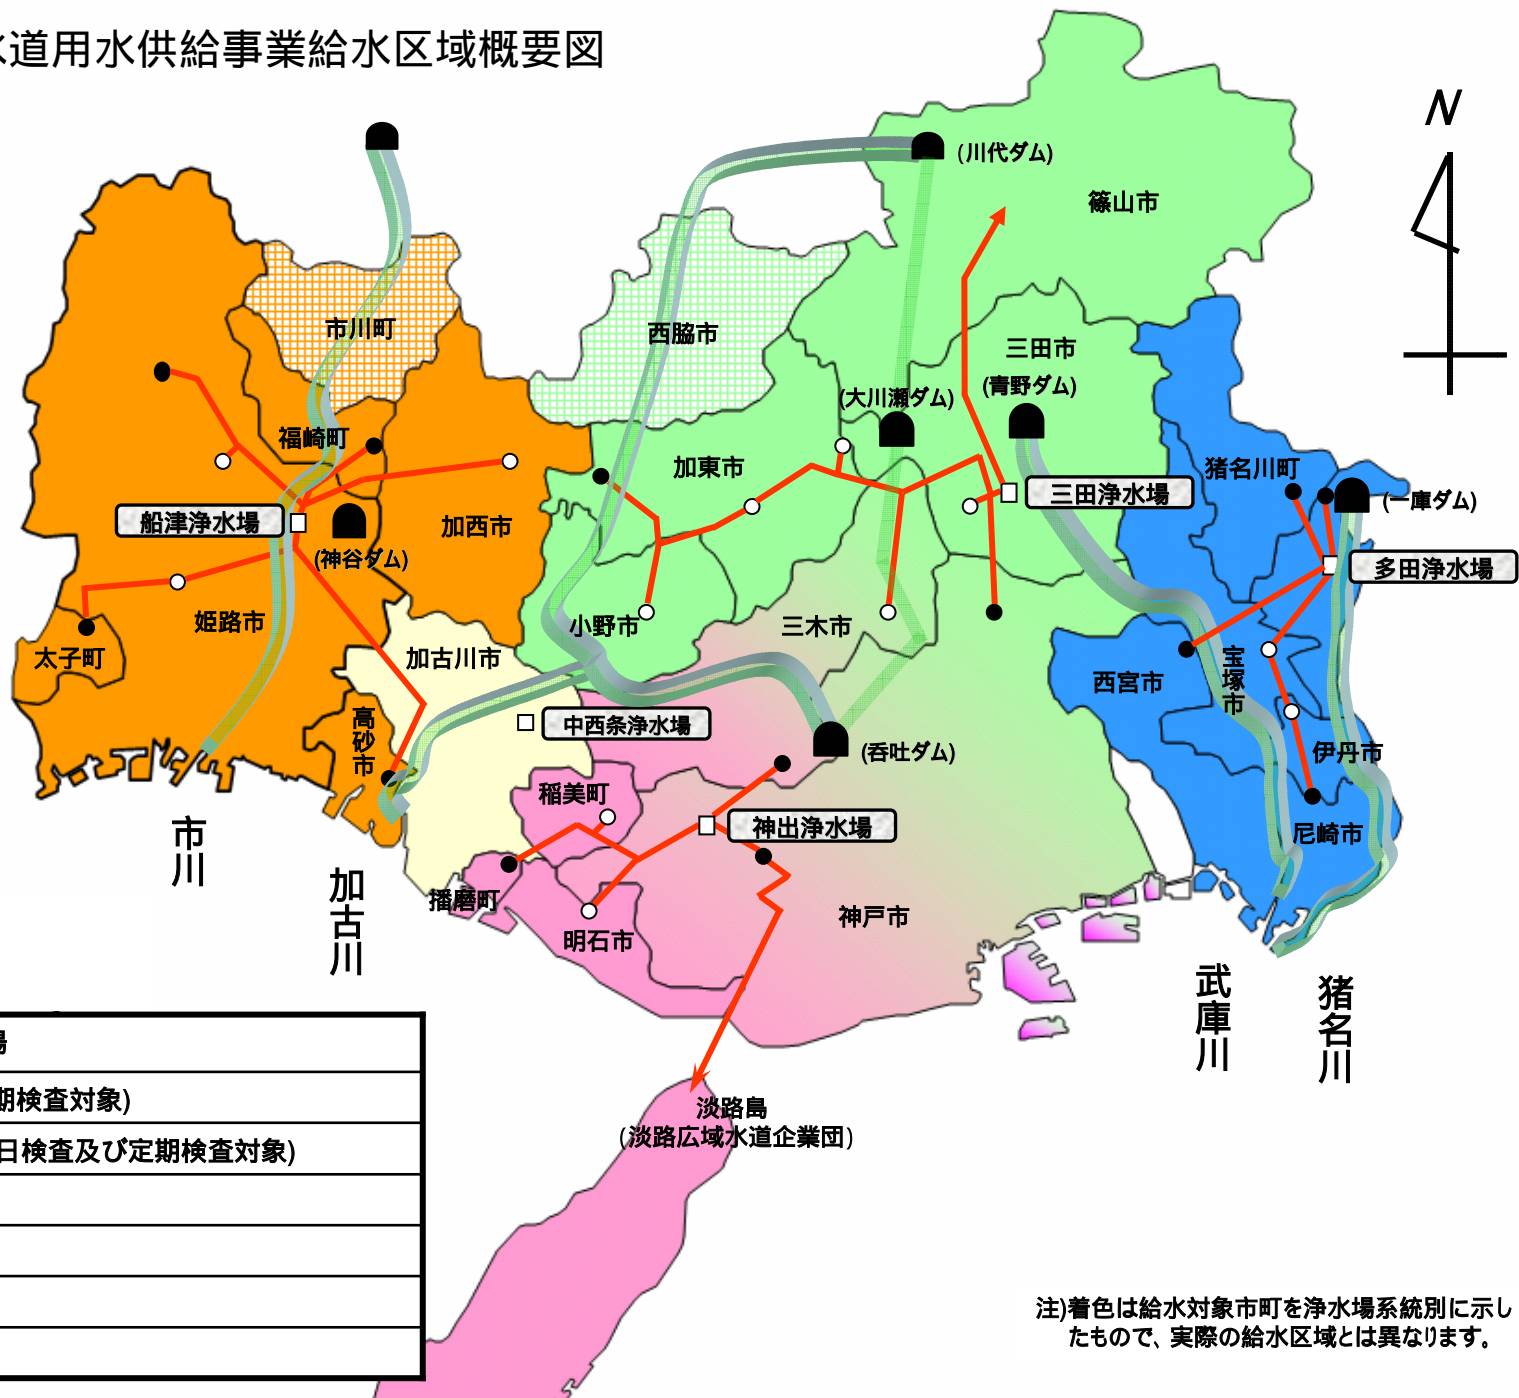 水道用水供給事業給水区域概要図
N
(川代ダム)
篠山市
市川町
西脇市
三田市
(青野ダム)
(大川瀬ダム)
福崎町
加東市
猪名川町
(一庫ダム)
三田浄水場
船津浄水場
加西市
(神谷ダム)
多田浄水場
姫路市
小野市
三木市
太子町
加古川市
西宮市
宝塚市
高砂市
中西条浄水場
(呑吐ダム)
伊丹市
稲美町
神出浄水場
尼崎市
市川
加古川
播磨町
明石市
神戸市
武庫川
猪名川
場
期検査対象)
日検査及び定期検査対象)
淡路島
(淡路広域水道企業団)
注)着色は給水対象市町を浄水場系統別に示し
たもので、実際の給水区域とは異なります。